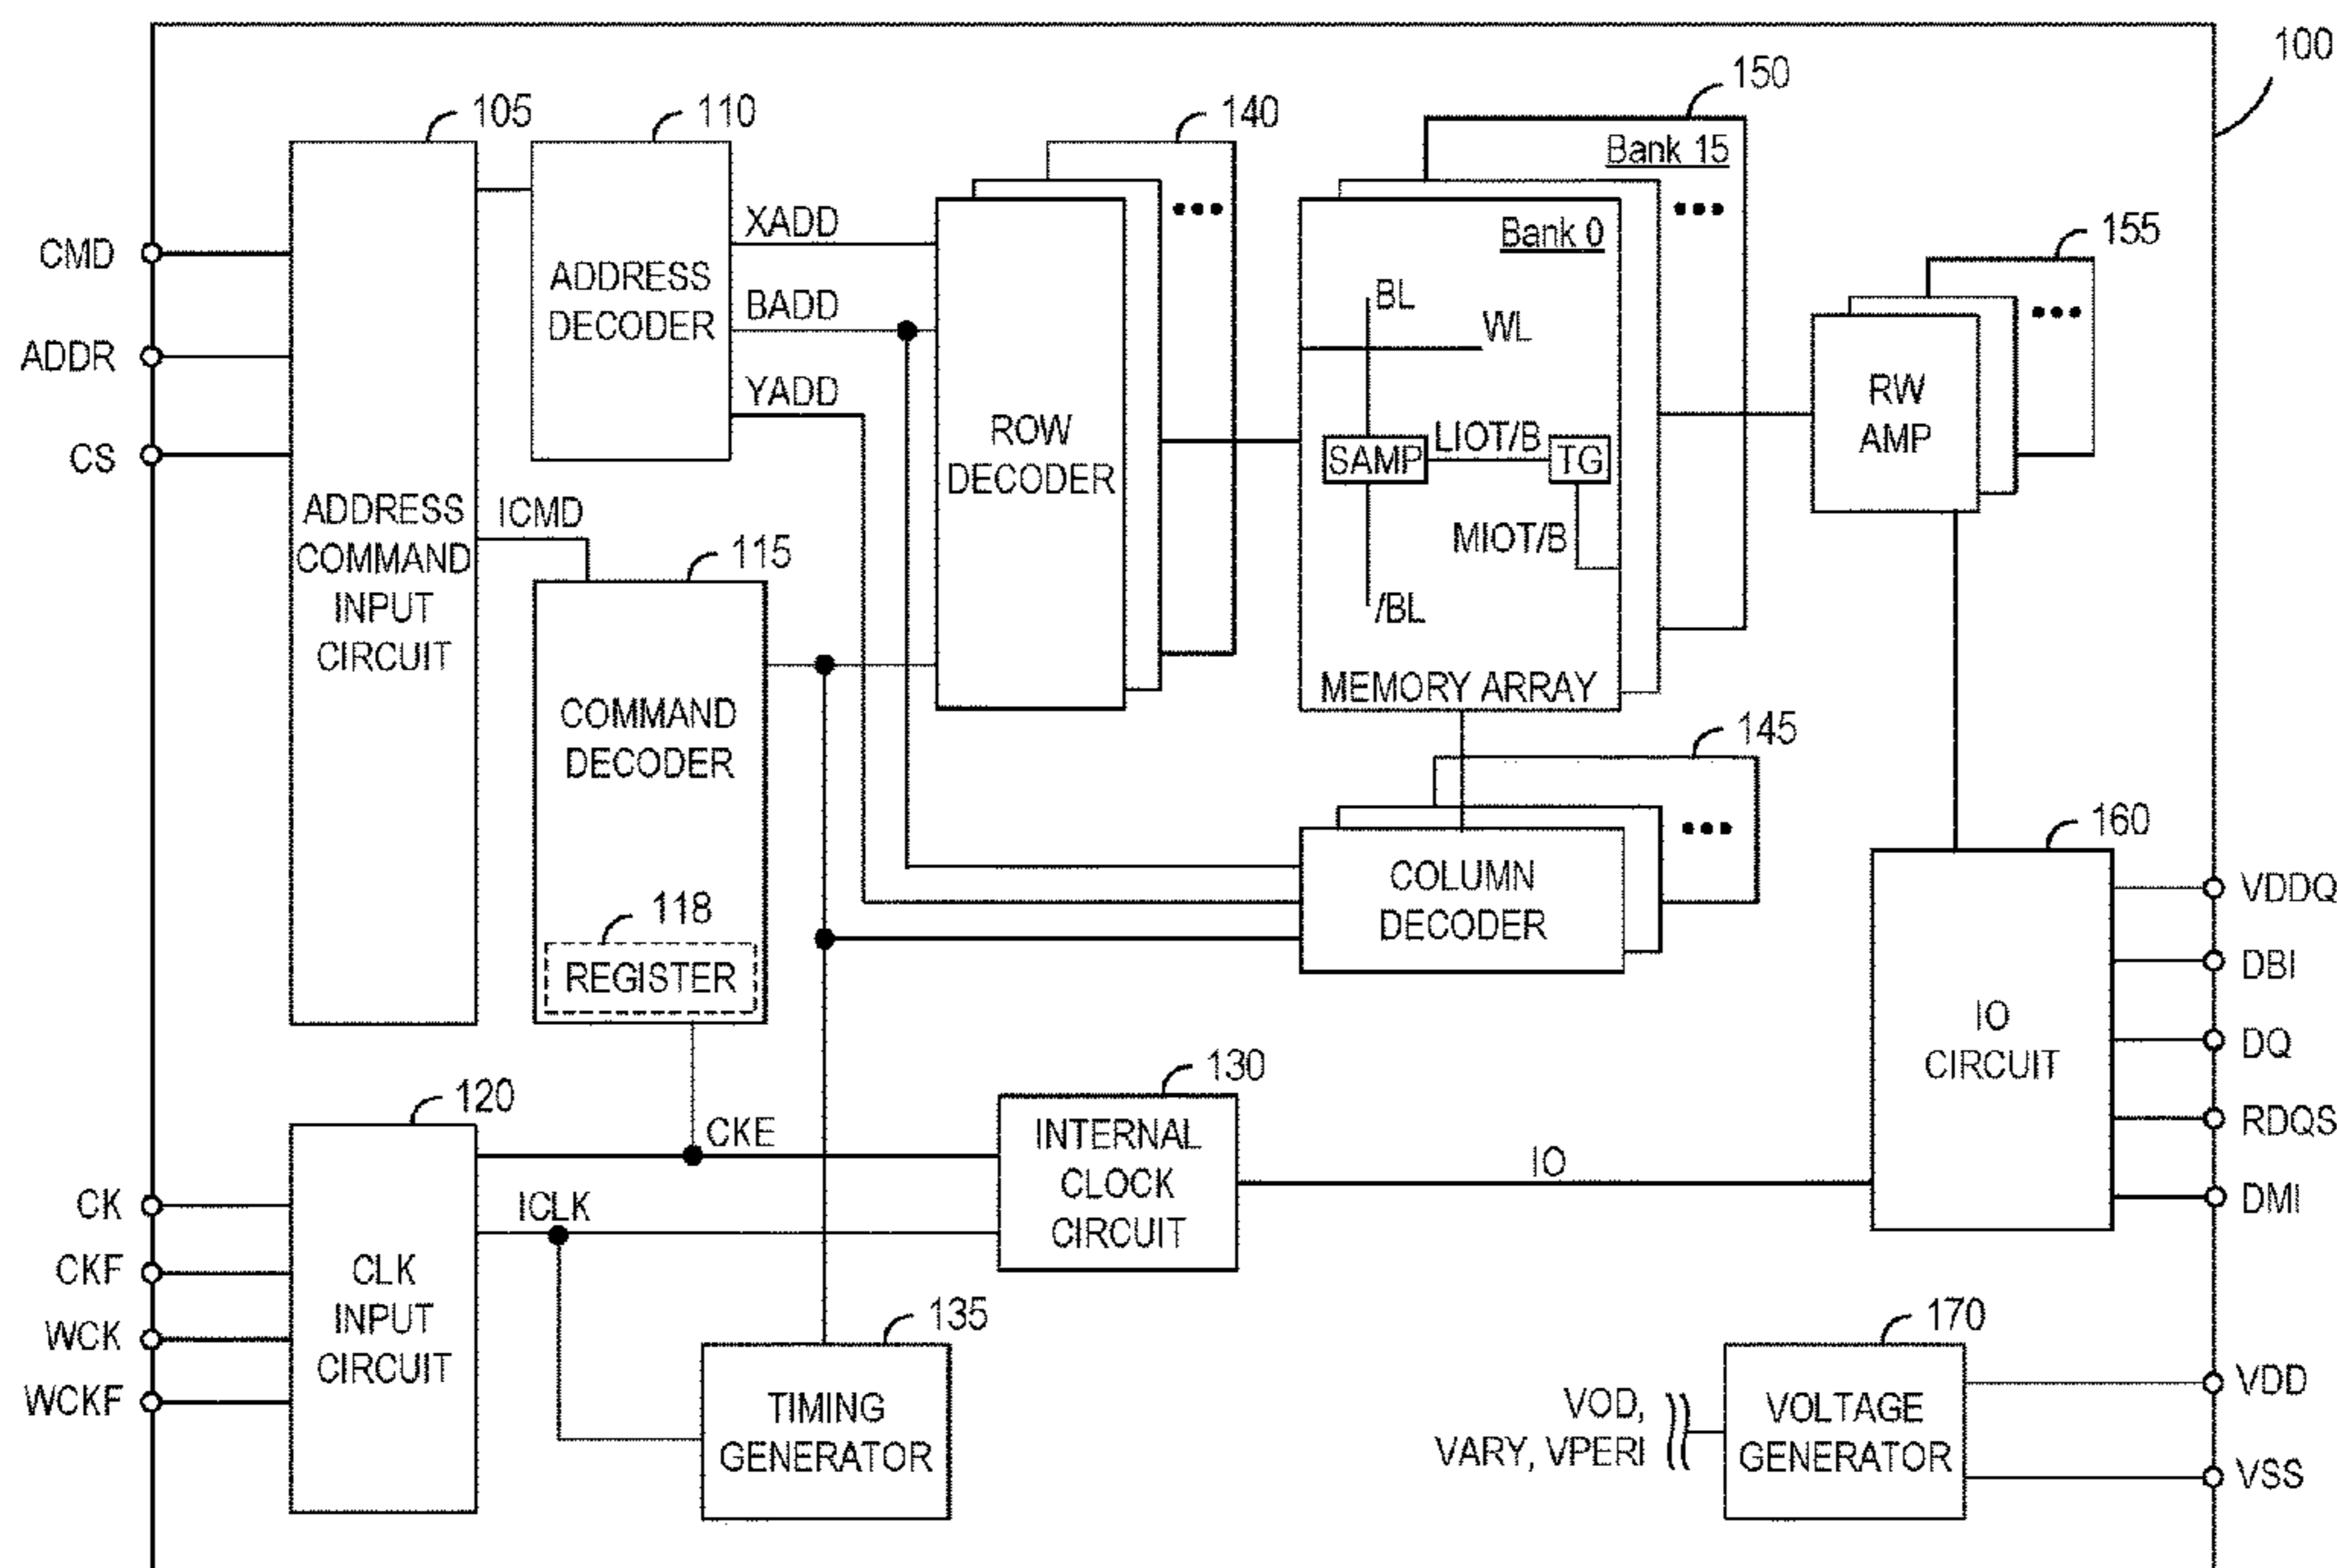 100
150
105
110
140
Bank 15
XADD
Bank 0
155
CMD
ADDRESS
DECODER
BADD
BL
WL
ADDR
YADD
ROW
DECODER
RW
AMP
CS
SAMP
LIOT/B
TG
ADDRESS
COMMAND
INPUT
CIRCUIT
ICMD
MIOT/B
115
/BL
COMMAND
DECODER
MEMORY ARRAY
145
160
COLUMN
DECODER
VDDQ
118
REGISTER
DBI
IO
CIRCUIT
DQ
130
120
CKE
INTERNAL
CLOCK
CIRCUIT
RDQS
IO
CK
ICLK
DMI
CKF
CLK
INPUT
CIRCUIT
WCK
135
170
WCKF
TIMING
GENERATOR
VOD,
VARY, VPERI
VOLTAGE
GENERATOR
VDD
VSS